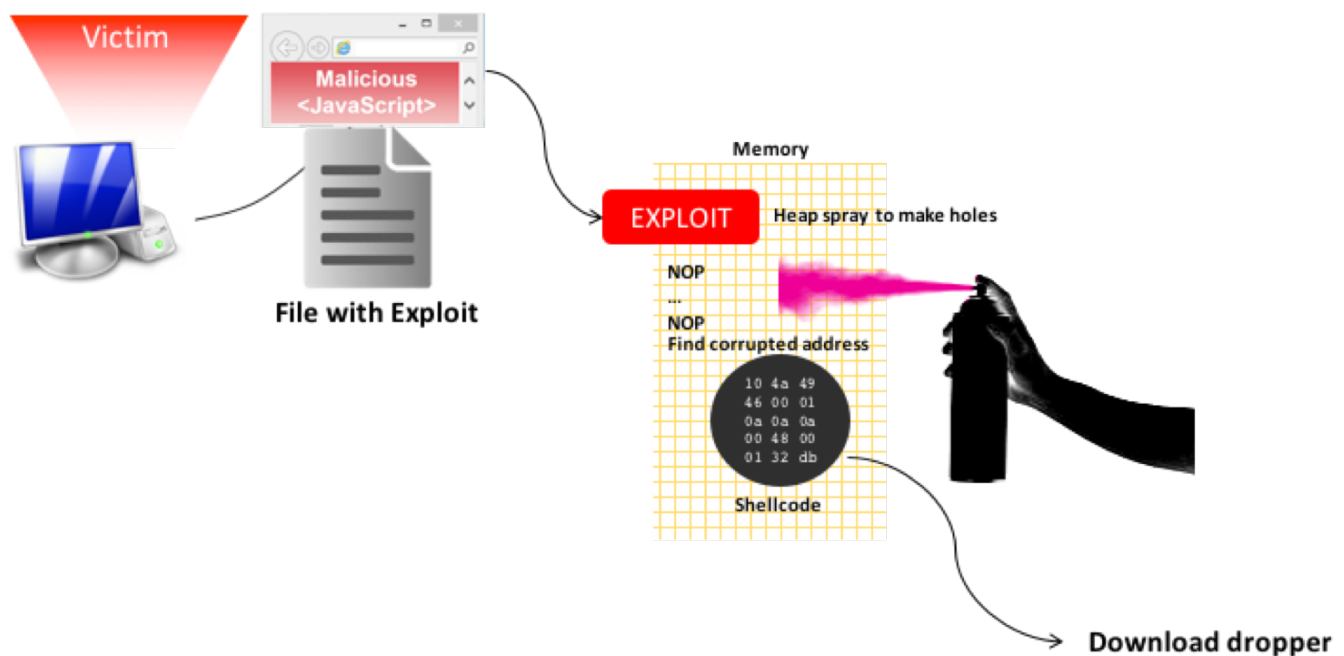 Victim
Malicious
<JavaScript>
File with Exploit
Memory
EXPLOIT
Heap spray to make holes
NOP
...
NOP
Find corrupted address
10 4a 49
46 00 01
0a 0a 0a
00 48 00
01 32 db
Shellcode
Download dropper